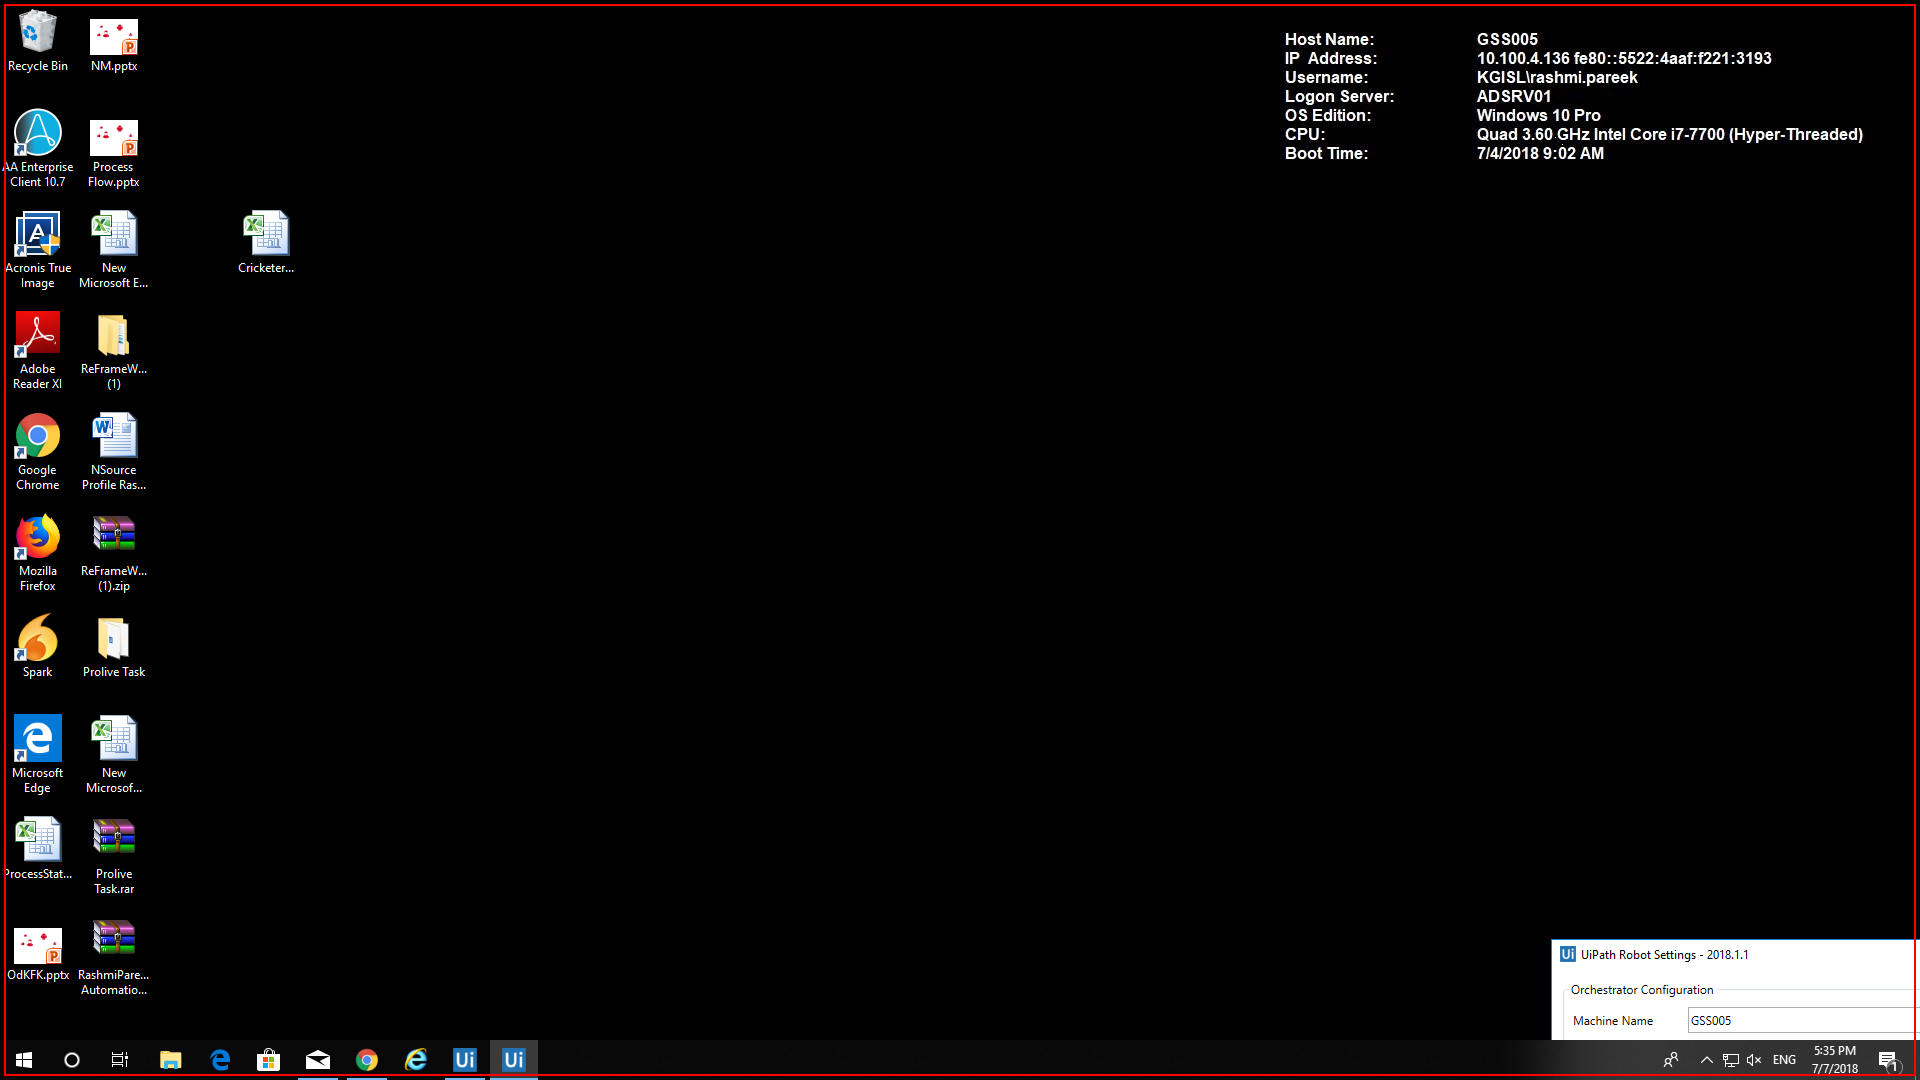 Recycle Bin
NM.pptx
AA Enterprise
Client 10.7
Process
Flow.pptx
Acronis True
Image
New
Microsoft E...
Cricketer...
Adobe
Reader XI
ReFrameW...
(1)
Google
Chrome
NSource
Profile Ras...
Mozilla
Firefox
ReFrameW...
(1).zip
Spark
Prolive Task
Microsoft
Edge
New
Microsof...
ProcessStat...
Prolive
Task.rar
OdKFK.pptx
RashmiPare...
Automatio...
Host Name: GSS005
IP Address: 10.100.4.136 fe80::5522:4aaf:f221:3193
Username: KGISL\rashmi.pareek
Logon Server: ADSRV01
OS Edition: Windows 10 Pro
CPU: Quad 3.60 GHz Intel Core i7-7700 (Hyper-Threaded)
Boot Time: 7/4/2018 9:02 AM
Ui UiPath Robot Settings - 2018.1.1
Orchestrator Configuration
Machine Name GSS005
Ui Ui
ENG
5:35 PM
7/7/2018
1